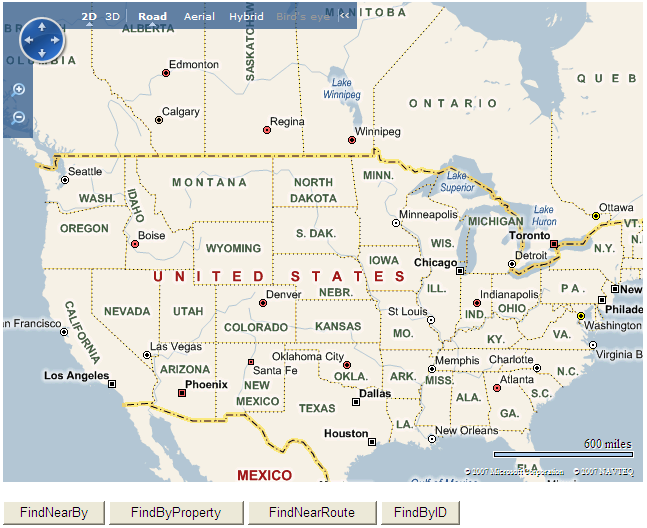 2D 3D Road Aerial Hybrid Bird's eye
MANITOBA
ALBERTA
SASKATCH
Edmonton
Lake
Winnipeg
QUEB
ONTARIO
Calgary
Regina
Winnipeg
Seattle
MONTANA
NORTH
DAKOTA
MINN.
Lake
Superior
WASH.
IDAHO
Minneapolis
MICHIGAN
Lake
Huron
Ottawa
OREGON
Boise
WYOMING
S. DAK.
WIS.
Toronto
VT.
N.Y.
IOWA
Chicago
Detroit
UNITED STATES
NEBR.
ILL.
Indianapolis
PA.
New
Denver
NEVADA
UTAH
COLORADO
KANSAS
St Louis
IND.
OHIO
Philade
n Francisco
CALIFORNIA
MO.
KY.
VA.
Washington
Las Vegas
Oklahoma City
Memphis
Charlotte
Virginia B
Los Angeles
ARIZONA
Santa Fe
OKLA.
ARK.
MISS.
N.C.
Phoenix
NEW
MEXICO
Dallas
ALA.
Atlanta
S.C.
TEXAS
GA.
Houston
LA.
New Orleans
600 miles
MEXICO
FLA.
Gulf of Mexico
© 2007 Microsoft Corporation © 2007 NAVTEQ
FindNearBy FindByProperty FindNearRoute FindByID